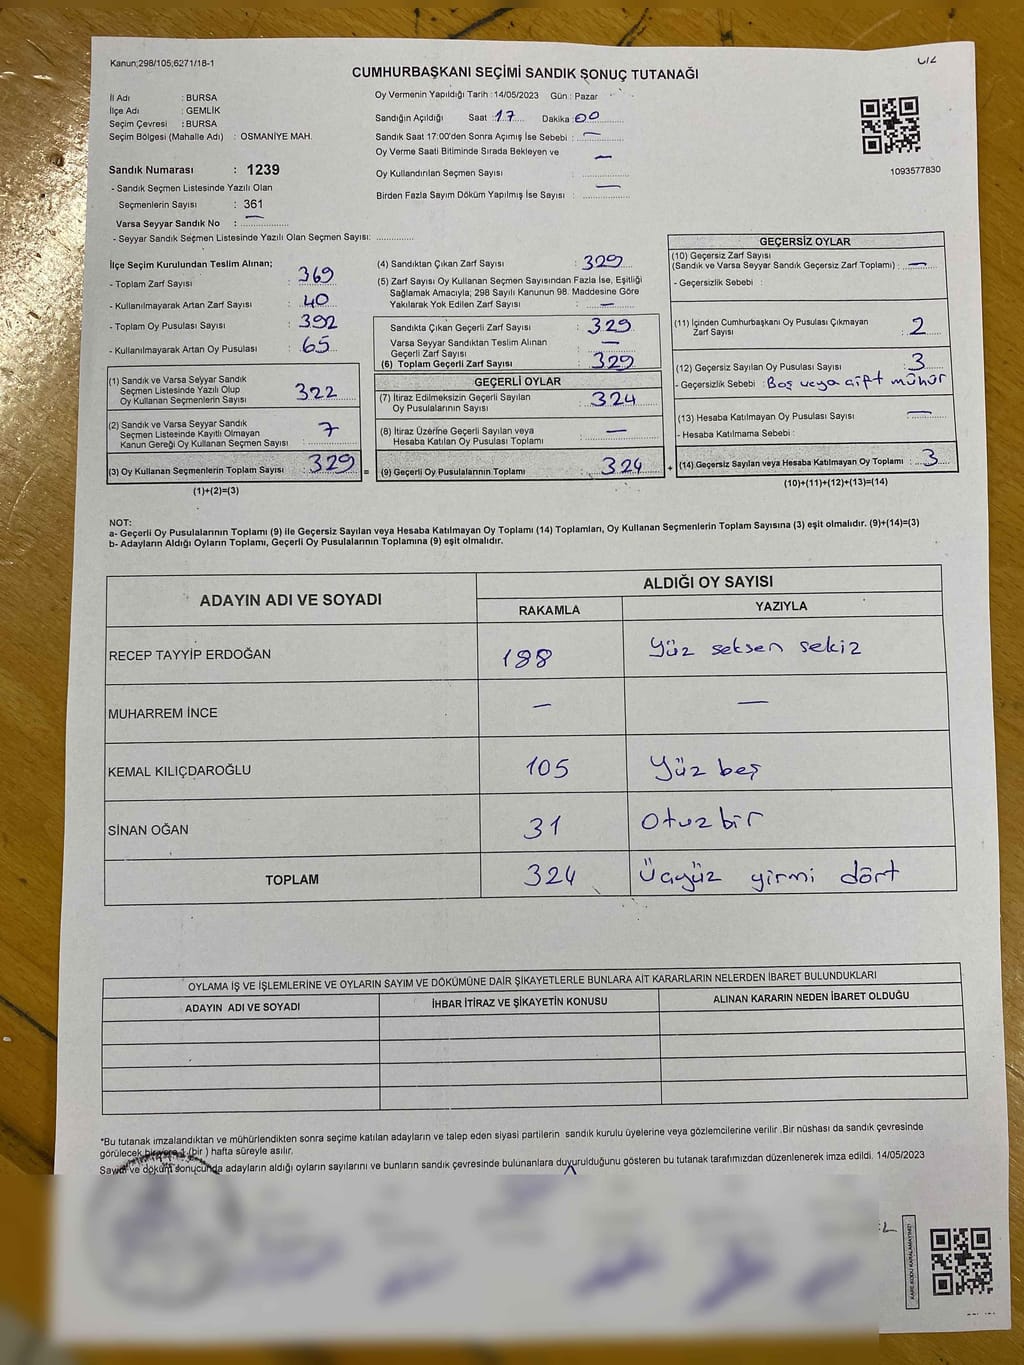 Kanun;298/105;6271/18-1
CUMHURBAŞKANI SEÇİMİ SANDIK SONUÇ TUTANAĞI
İl Adı : BURSA
İlçe Adı : GEMLİK
Seçim Çevresi : BURSA
Seçim Bölgesi (Mahalle Adı) : OSMANİYE MAH.
Sandık Numarası : 1239
- Sandık Seçmen Listesinde Yazılı Olan
Seçmenlerin Sayısı : 361
Varsa Seyyar Sandık No : —
- Seyyar Sandık Seçmen Listesinde Yazılı Olan Seçmen Sayısı: ..............
Oy Vermenin Yapıldığı Tarih : 14/05/2023 Gün : Pazar
Sandığın Açıldığı Saat : 17 Dakika : 00
Sandık Saat 17:00'den Sonra Açımış İse Sebebi : —
Oy Verme Saati Bitiminde Sırada Bekleyen ve
Oy Kullandırılan Seçmen Sayısı : —
Birden Fazla Sayım Döküm Yapılmış İse Sayısı : —
1093577830
İlçe Seçim Kurulundan Teslim Alınan;
- Toplam Zarf Sayısı : 369
- Kullanılmayarak Artan Zarf Sayısı : 40
- Toplam Oy Pusulası Sayısı : 392
- Kullanılmayarak Artan Oy Pusulası : 65
(1) Sandık ve Varsa Seyyar Sandık
Seçmen Listesinde Yazılı Olup
Oy Kullanan Seçmenlerin Sayısı : 322
(2) Sandık ve Varsa Seyyar Sandık
Seçmen Listesinde Kayıtlı Olmayan
Kanun Gereği Oy Kullanan Seçmen Sayısı : 7
(3) Oy Kullanan Seçmenlerin Toplam Sayısı : 329
(1)+(2)=(3)
(4) Sandıktan Çıkan Zarf Sayısı : 329
(5) Zarf Sayısı Oy Kullanan Seçmen Sayısından Fazla İse, Eşitliği
Sağlamak Amacıyla; 298 Sayılı Kanunun 98. Maddesine Göre
Yakılarak Yok Edilen Zarf Sayısı : —
Sandıkta Çıkan Geçerli Zarf Sayısı : 329
Varsa Seyyar Sandıktan Teslim Alınan
Geçerli Zarf Sayısı : —
(6) Toplam Geçerli Zarf Sayısı : 329
GEÇERLİ OYLAR
(7) İtiraz Edilmeksizin Geçerli Sayılan
Oy Pusulalarının Sayısı : 324
(8) İtiraz Üzerine Geçerli Sayılan veya
Hesaba Katılan Oy Pusulası Toplamı : —
= (9) Geçerli Oy Pusulalarının Toplamı : 324
GEÇERSİZ OYLAR
(10) Geçersiz Zarf Sayısı
(Sandık ve Varsa Seyyar Sandık Geçersiz Zarf Toplamı) : —
- Geçersizlik Sebebi :
(11) İçinden Cumhurbaşkanı Oy Pusulası Çıkmayan
Zarf Sayısı : 2
(12) Geçersiz Sayılan Oy Pusulası Sayısı : 3
- Geçersizlik Sebebi : Boş veya çift mühür
(13) Hesaba Katılmayan Oy Pusulası Sayısı : —
- Hesaba Katılmama Sebebi :
+ (14) Geçersiz Sayılan veya Hesaba Katılmayan Oy Toplamı : 3
(10)+(11)+(12)+(13)=(14)
NOT:
a- Geçerli Oy Pusulalarının Toplamı (9) ile Geçersiz Sayılan veya Hesaba Katılmayan Oy Toplamı (14) Toplamları, Oy Kullanan Seçmenlerin Toplam Sayısına (3) eşit olmalıdır. (9)+(14)=(3)
b- Adayların Aldığı Oyların Toplamı, Geçerli Oy Pusulalarının Toplamına (9) eşit olmalıdır.
ADAYIN ADI VE SOYADI ALDIĞI OY SAYISI
RAKAMLA YAZIYLA
RECEP TAYYİP ERDOĞAN 188 Yüz seksen sekiz
MUHARREM İNCE — —
KEMAL KILIÇDAROĞLU 105 Yüz beş
SİNAN OĞAN 31 Otuzbir
TOPLAM 324 Üçyüz yirmi dört
OYLAMA İŞ VE İŞLEMLERİNE VE OYLARIN SAYIM VE DÖKÜMÜNE DAİR ŞİKAYETLERLE BUNLARA AİT KARARLARIN NELERDEN İBARET BULUNDUKLARI
ADAYIN ADI VE SOYADI İHBAR İTİRAZ VE ŞİKAYETİN KONUSU ALINAN KARARIN NEDEN İBARET OLDUĞU
*Bu tutanak imzalandıktan ve mühürlendikten sonra seçime katılan adayların ve talep eden siyasi partilerin sandık kurulu üyelerine veya gözlemcilerine verilir .Bir nüshası da sandık çevresinde
görülecek bir yere 1 (bir ) hafta süreyle asılır.
Sayım ve döküm sonucunda adayların aldığı oyların sayılarını ve bunların sandık çevresinde bulunanlara duyurulduğunu gösteren bu tutanak tarafımızdan düzenlenerek imza edildi. 14/05/2023
KARE KODU KARALAMAYINIZ!